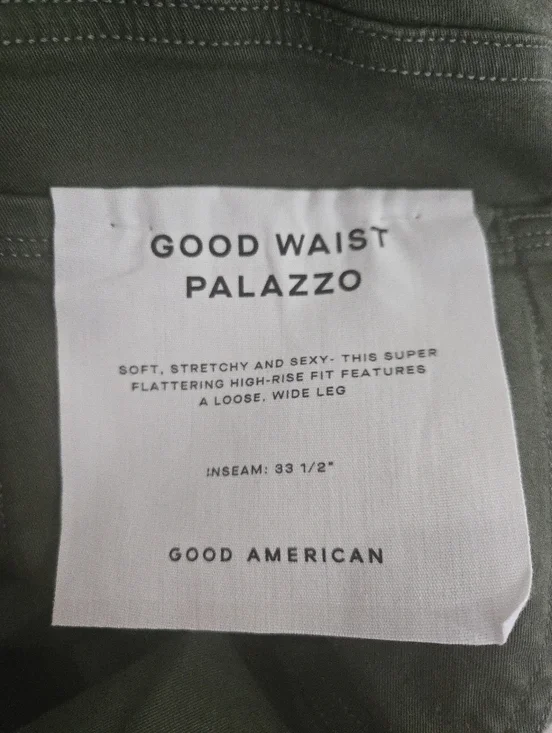 GOOD WAIST
PALAZZO
SOFT, STRETCHY AND SEXY- THIS SUPER
FLATTERING HIGH-RISE FIT FEATURES
A LOOSE, WIDE LEG
INSEAM: 33 1/2"
GOOD AMERICAN